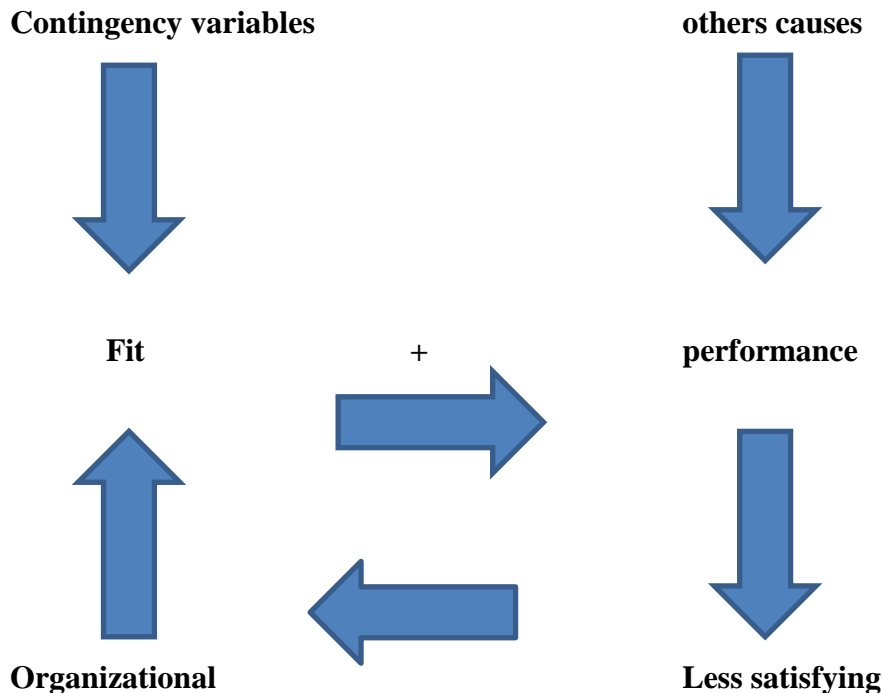 Contingency variables others causes
Fit + performance
Organizational Less satisfying